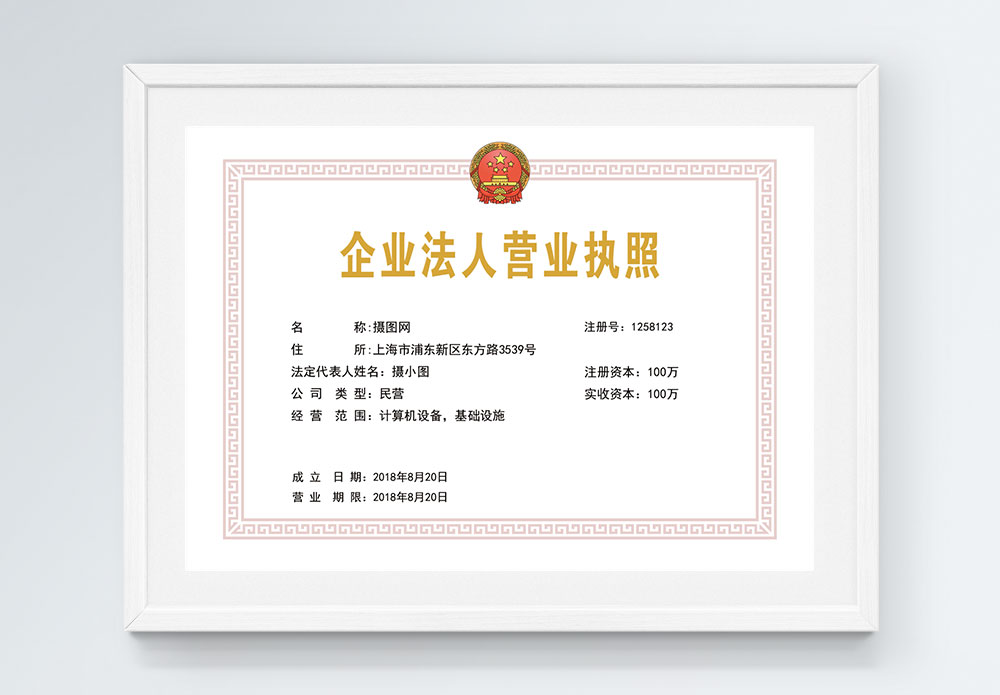 企业法人营业执照
名 称:摄图网 注册号：1258123
住 所:上海市浦东新区东方路3539号
法定代表人姓名：摄小图 注册资本：100万
公 司 类 型：民营 实收资本：100万
经 营 范 围：计算机设备，基础设施
成 立 日 期：2018年8月20日
营 业 期 限：2018年8月20日